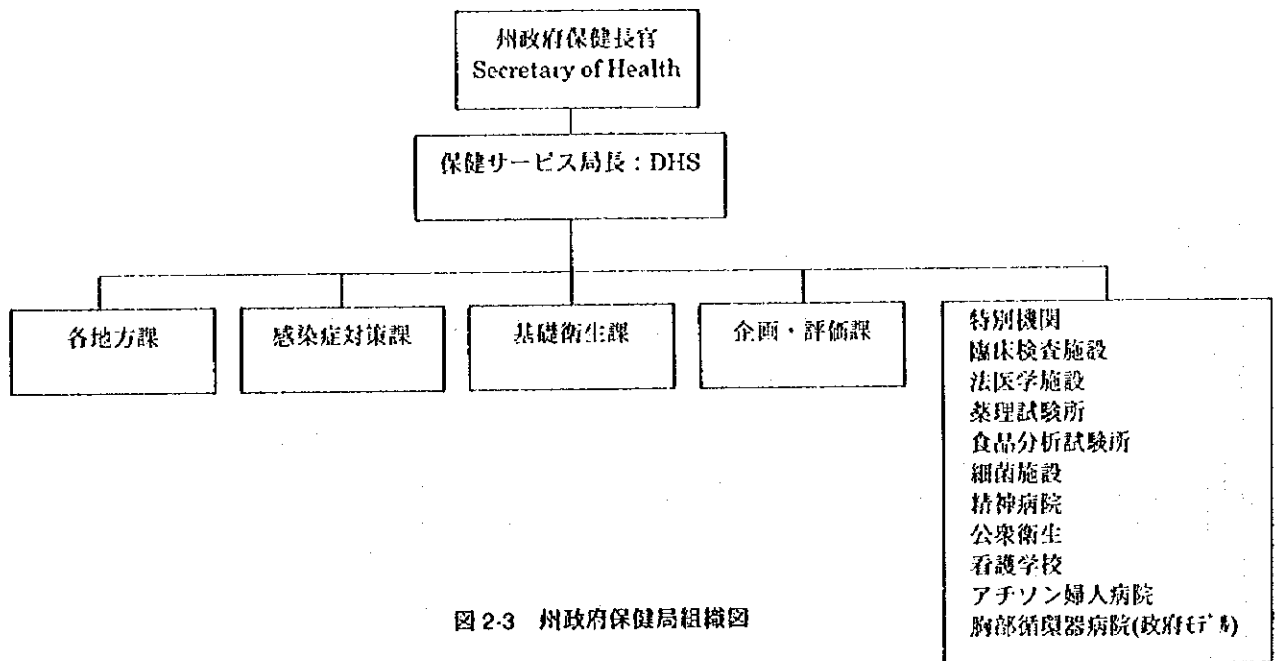 州政府保健長官
Secretary of Health
保健サービス局長：DHS
各地方課
感染症対策課
基礎衛生課
企画・評価課
特別機関
臨床検査施設
法医学施設
薬理試験所
食品分析試験所
細菌施設
精神病院
公衆衛生
看護学校
アチソン婦人病院
胸部循環器病院(政府ﾓﾃﾞﾙ)
図 2-3　州政府保健局組織図